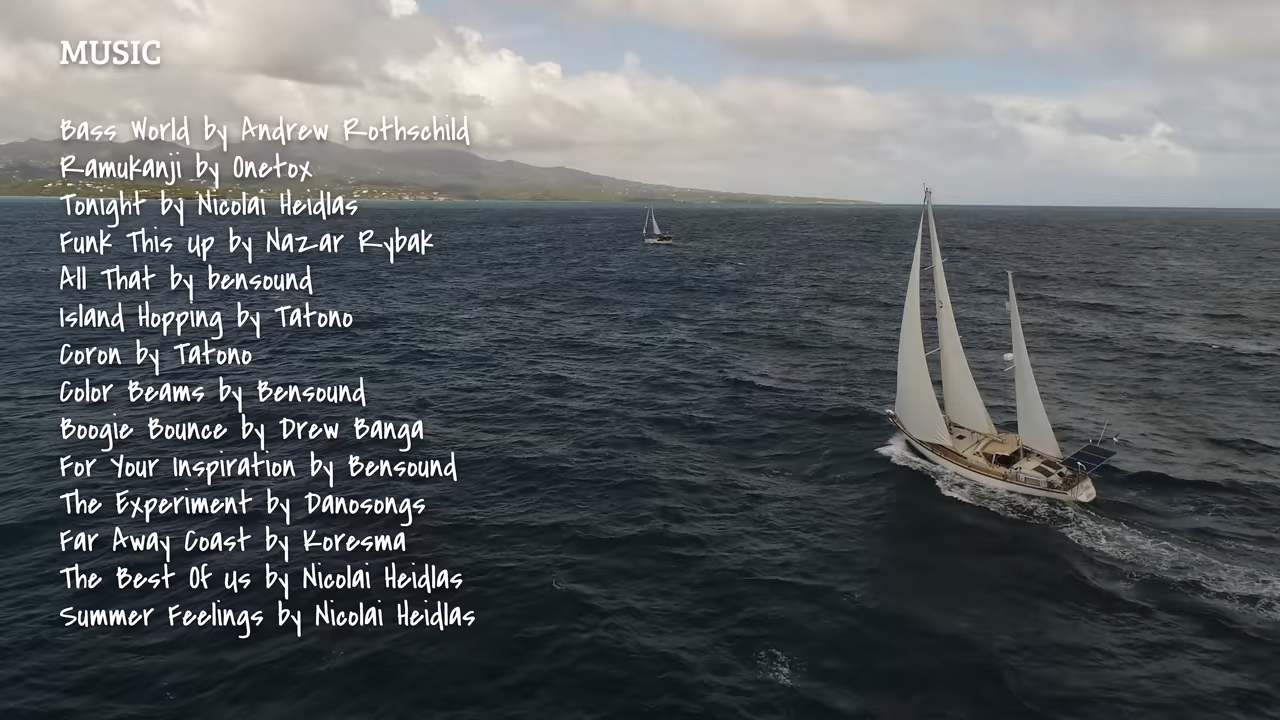 MUSIC
Bass World by Andrew Rothschild
Ramukanji by Onetox
Tonight by Nicolai Heidlas
Funk This Up by Nazar Rybak
All That by bensound
Island Hopping by Tatono
Coron by Tatono
Color Beams by Bensound
Boogie Bounce by Drew Banga
For Your Inspiration by Bensound
The Experiment by Danosongs
Far Away Coast by Koresma
The Best Of Us by Nicolai Heidlas
Summer Feelings by Nicolai Heidlas